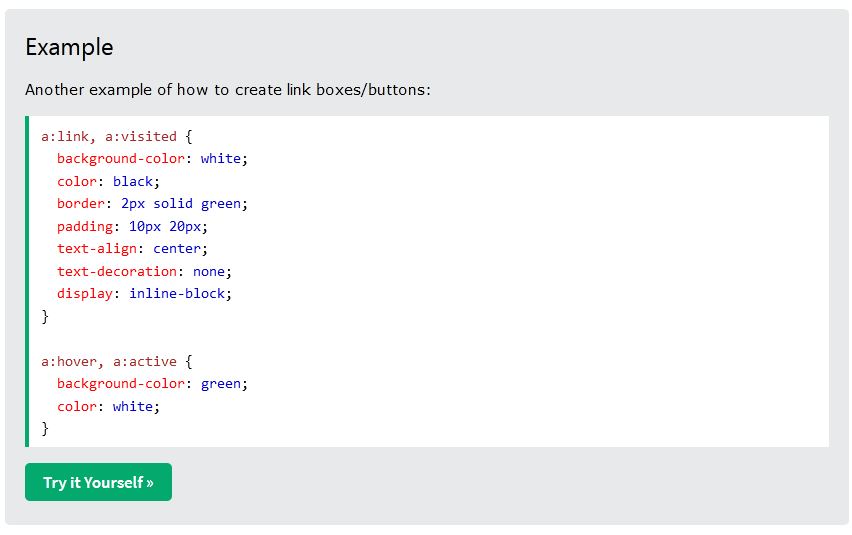 Example
Another example of how to create link boxes/buttons:
a:link, a:visited {
  background-color: white;
  color: black;
  border: 2px solid green;
  padding: 10px 20px;
  text-align: center;
  text-decoration: none;
  display: inline-block;
}

a:hover, a:active {
  background-color: green;
  color: white;
}
Try it Yourself »